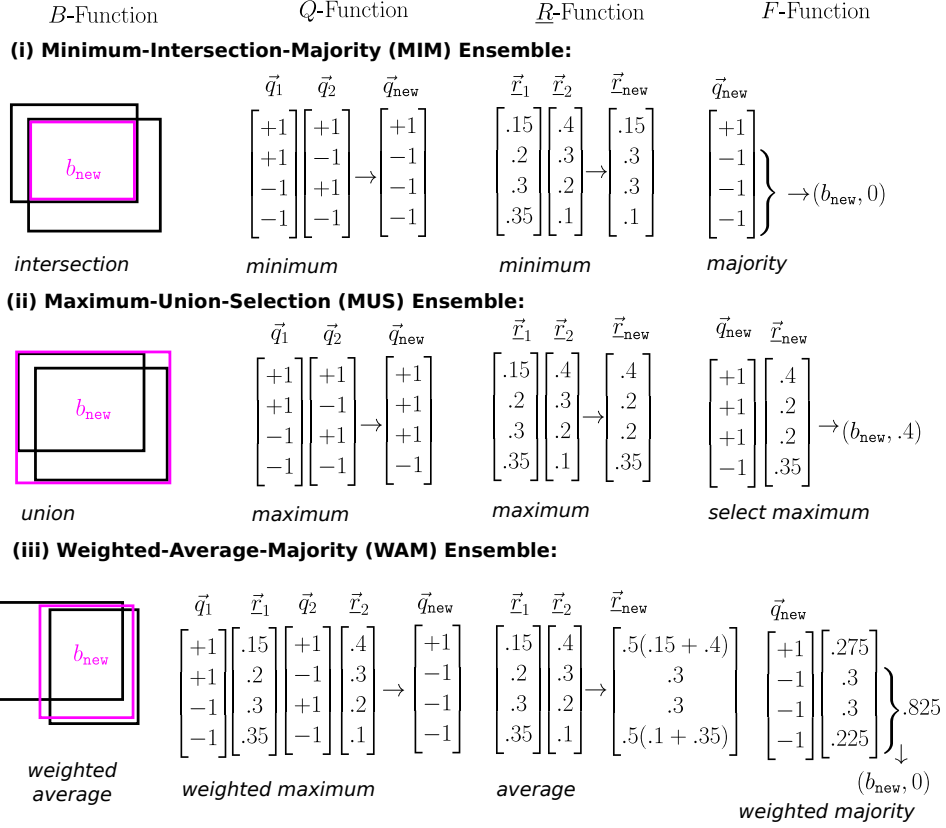 B-Function Q-Function R-Function F-Function
(i) Minimum-Intersection-Majority (MIM) Ensemble:
q⃗1 q⃗2 q⃗new r⃗1 r⃗2 r⃗new q⃗new
+1 +1 +1 .15 .4 .15 +1
+1 −1 −1 .2 .3 .3 −1
bnew → → → (bnew, 0)
−1 +1 −1 .3 .2 .3 −1
−1 −1 −1 .35 .1 .1 −1
intersection minimum minimum majority
(ii) Maximum-Union-Selection (MUS) Ensemble:
q⃗1 q⃗2 q⃗new r⃗1 r⃗2 r⃗new q⃗new r⃗new
+1 +1 +1 .15 .4 .4 +1 .4
+1 −1 +1 .2 .3 .2 +1 .2
bnew → → → (bnew, .4)
−1 +1 +1 .3 .2 .2 +1 .2
−1 −1 −1 .35 .1 .35 −1 .35
union maximum maximum select maximum
(iii) Weighted-Average-Majority (WAM) Ensemble:
q⃗1 r⃗1 q⃗2 r⃗2 q⃗new r⃗1 r⃗2 r⃗new q⃗new
+1 .15 +1 .4 +1 .15 .4 .5(.15 + .4) +1 .275
+1 .2 −1 .3 −1 .2 .3 .3 −1 .3
bnew → → .825
−1 .3 +1 .2 −1 .3 .2 .3 −1 .3
−1 .35 −1 .1 −1 .35 .1 .5(.1 + .35) −1 .225
↓
(bnew, 0)
weighted average weighted maximum average weighted majority